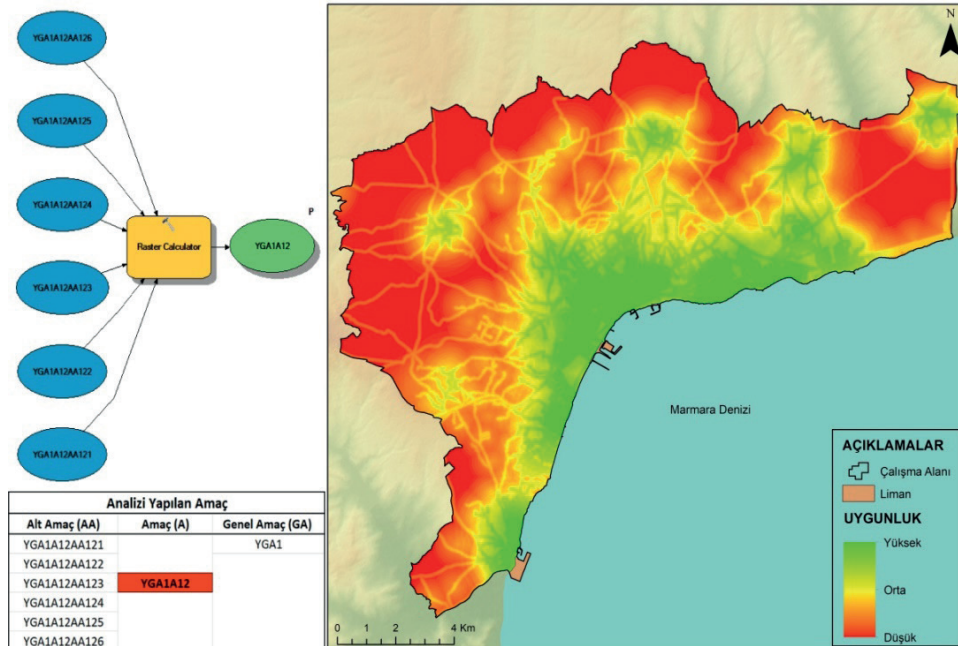 YGA1A12AA126
YGA1A12AA125
YGA1A12AA124
YGA1A12AA123
YGA1A12AA122
YGA1A12AA121
Raster Calculator
P
YGA1A12
Analizi Yapılan Amaç
Alt Amaç (AA) Amaç (A) Genel Amaç (GA)
YGA1A12AA121 YGA1
YGA1A12AA122
YGA1A12AA123 YGA1A12
YGA1A12AA124
YGA1A12AA125
YGA1A12AA126
N
Marmara Denizi
0 1 2 4 Km
AÇIKLAMALAR
Çalışma Alanı
Liman
UYGUNLUK
Yüksek
Orta
Düşük